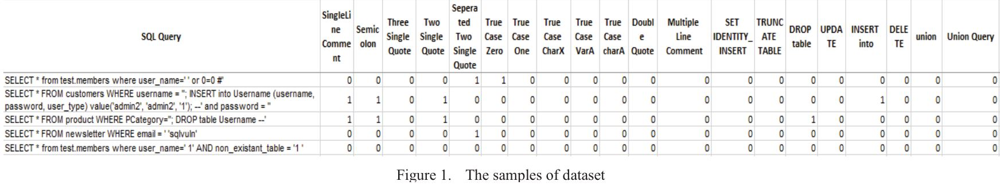 SQL Query SingleLine Comment Semicolon Three Single Quote Two Single Quote Seperated Two Single Quote True Case Zero True Case One True Case CharX True Case VarA True Case charA Double Quote Multiple Line Comment SET IDENTITY_INSERT TRUNCATE TABLE DROP table UPDATE INSERT into DELETE union Union Query
SELECT * from test.members where user_name=' ' or 0=0 #' 0 0 0 0 1 1 0 0 0 0 0 0 0 0 0 0 0 0 0 0
SELECT * FROM customers WHERE username = ''; INSERT into Username (username,
password, user_type) value('admin2', 'admin2', '1'); --' and password = '' 1 1 0 1 0 0 0 0 0 0 0 0 0 0 0 0 1 0 0 0
SELECT * FROM product WHERE PCategory=''; DROP table Username --' 1 1 0 1 0 0 0 0 0 0 0 0 0 0 1 0 0 0 0 0
SELECT * FROM newsletter WHERE email = ' 'sqlvuln' 0 0 0 0 1 0 0 0 0 0 0 0 0 0 0 0 0 0 0 0
SELECT * from test.members where user_name=' 1' AND non_existant_table = '1 ' 0 0 0 0 0 0 0 0 0 0 0 0 0 0 0 0 0 0 0 0
Figure 1. The samples of dataset